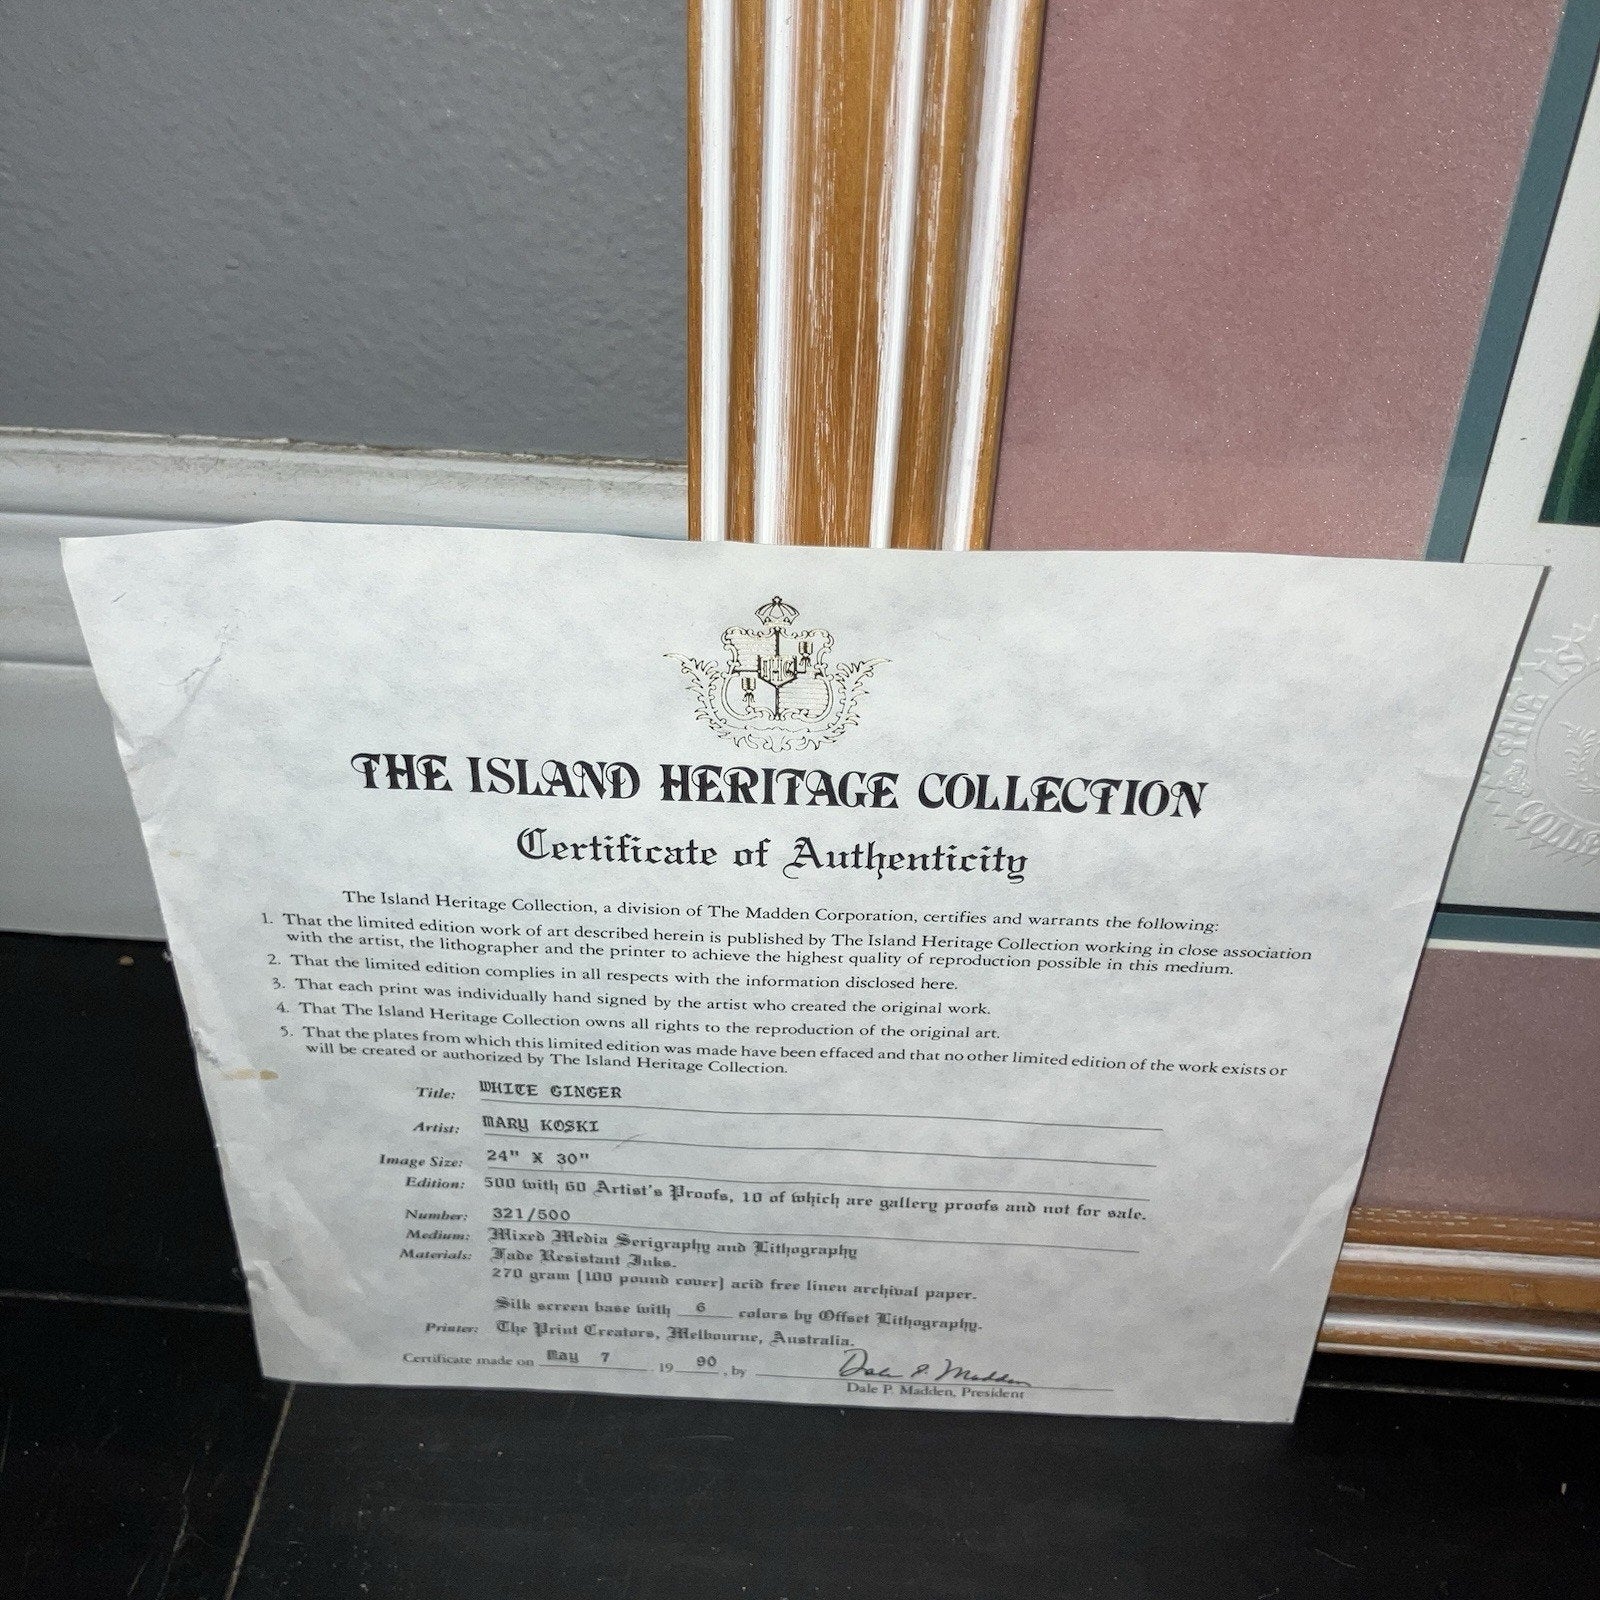 IHC
THE ISLAND HERITAGE COLLECTION
Certificate of Authenticity
The Island Heritage Collection, a division of The Madden Corporation, certifies and warrants the following:
1. That the limited edition work of art described herein is published by The Island Heritage Collection working in close association
with the artist, the lithographer and the printer to achieve the highest quality of reproduction possible in this medium.
2. That the limited edition complies in all respects with the information disclosed here.
3. That each print was individually hand signed by the artist who created the original work.
4. That The Island Heritage Collection owns all rights to the reproduction of the original art.
5. That the plates from which this limited edition was made have been effaced and that no other limited edition of the work exists or
will be created or authorized by The Island Heritage Collection.
Title: WHITE GINGER
Artist: MARY KOSKI
Image Size: 24" X 30"
Edition: 500 with 60 Artist's Proofs, 10 of which are gallery proofs and not for sale.
Number: 321/500
Medium: Mixed Media Serigraphy and Lithography
Materials: Fade Resistant Inks.
270 gram (100 pound cover) acid free linen archival paper.
Silk screen base with 6 colors by Offset Lithography.
Printer: The Print Creators, Melbourne, Australia.
Certificate made on May 7 19 90, by Dale P. Madden
Dale P. Madden, President
THE